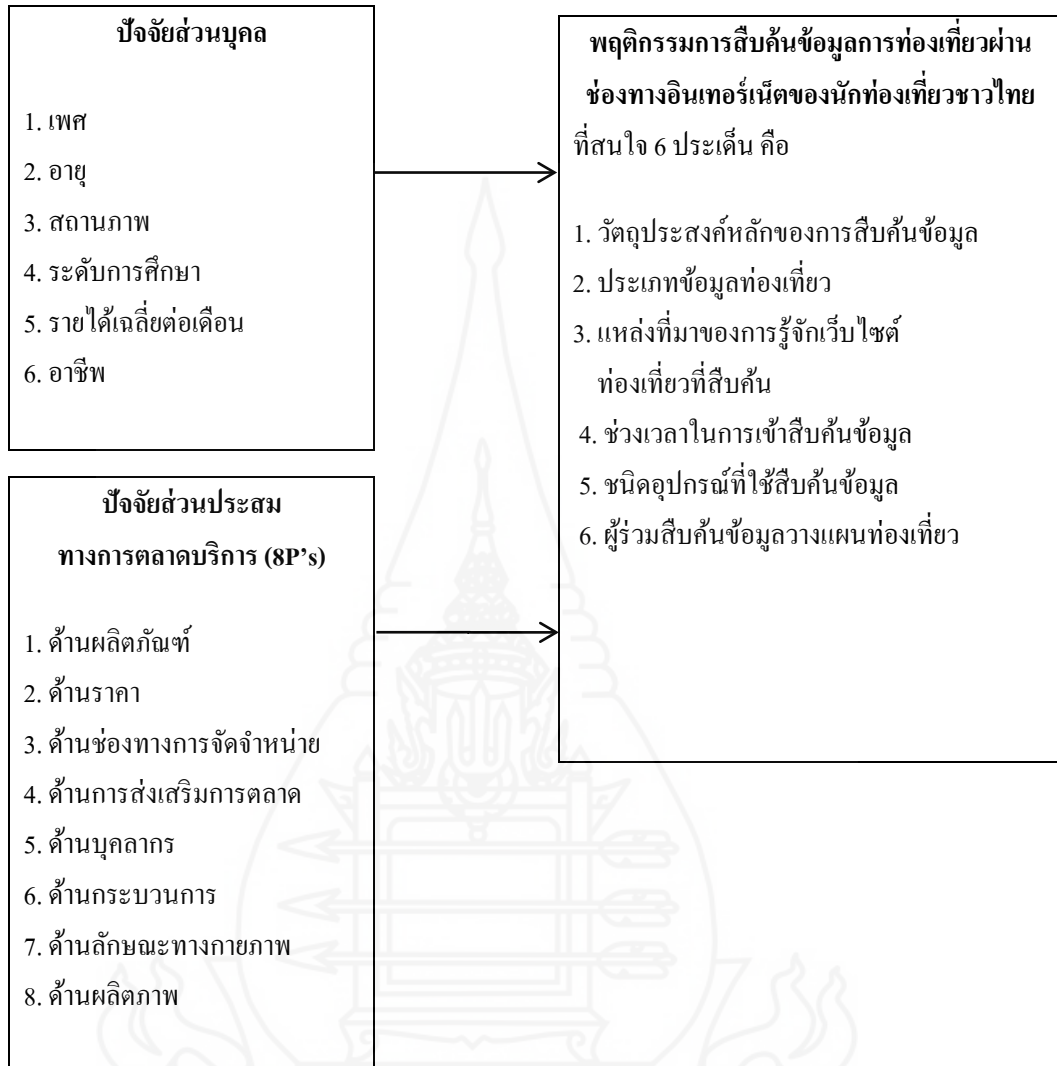 ปัจจัยส่วนบุคล
1. เพศ
2. อายุ
3. สถานภาพ
4. ระดับการศึกษา
5. รายได้เฉลี่ยต่อเดือน
6. อาชีพ
ปัจจัยส่วนประสม
ทางการตลาดบริการ (8P’s)
1. ด้านผลิตภัณฑ์
2. ด้านราคา
3. ด้านช่องทางการจัดจำหน่าย
4. ด้านการส่งเสริมการตลาด
5. ด้านบุคลากร
6. ด้านกระบวนการ
7. ด้านลักษณะทางกายภาพ
8. ด้านผลิตภาพ
พฤติกรรมการสืบค้นข้อมูลการท่องเที่ยวผ่าน
ช่องทางอินเทอร์เน็ตของนักท่องเที่ยวชาวไทย
ที่สนใจ 6 ประเด็น คือ
1. วัตถุประสงค์หลักของการสืบค้นข้อมูล
2. ประเภทข้อมูลท่องเที่ยว
3. แหล่งที่มาของการรู้จักเว็บไซต์
ท่องเที่ยวที่สืบค้น
4. ช่วงเวลาในการเข้าสืบค้นข้อมูล
5. ชนิดอุปกรณ์ที่ใช้สืบค้นข้อมูล
6. ผู้ร่วมสืบค้นข้อมูลวางแผนท่องเที่ยว